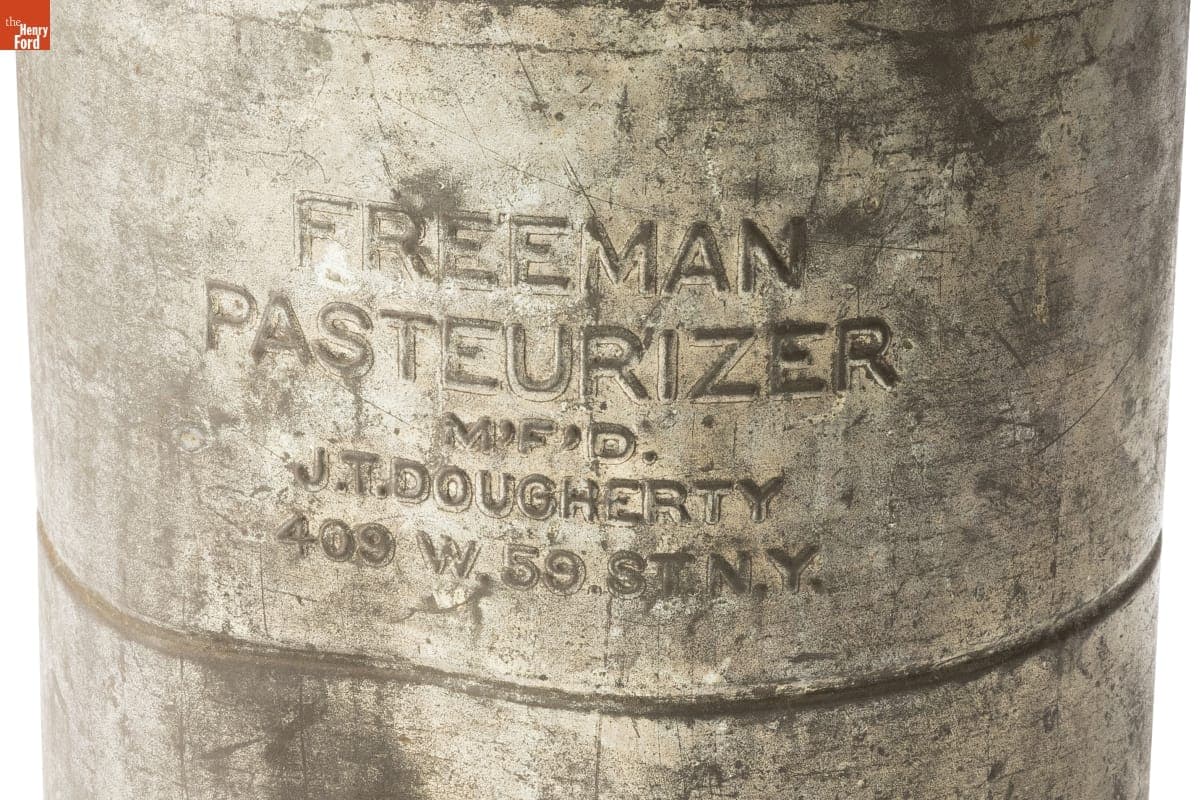 the
Henry
Ford
FREEMAN
PASTEURIZER
M'F'D.
J.T.DOUGHERTY
409 W. 59.ST.N.Y.